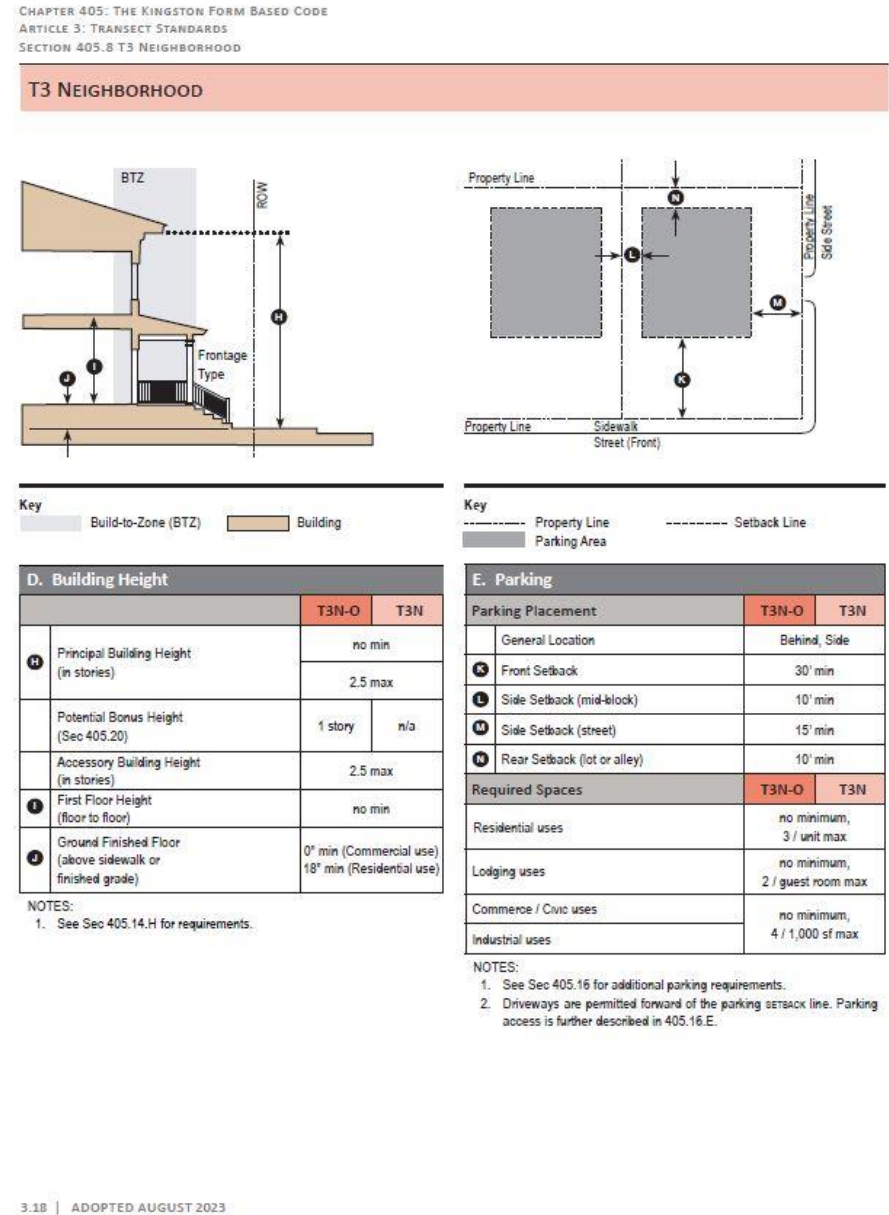 CHAPTER 405: THE KINGSTON FORM BASED CODE
ARTICLE 3: TRANSECT STANDARDS
SECTION 405.8 T3 NEIGHBORHOOD
T3 NEIGHBORHOOD
BTZ
ROW
H
I
J
Frontage
Type
Property Line
N
L
M
K
Property Line
Side Street
Property Line
Sidewalk
Street (Front)
Key
Build-to-Zone (BTZ)
Building
Key
Property Line
Setback Line
Parking Area
D. Building Height
T3N-O T3N
H
Principal Building Height
(in stories)
no min
2.5 max
Potential Bonus Height
(Sec 405.20)
1 story n/a
Accessory Building Height
(in stories)
2.5 max
I
First Floor Height
(floor to floor)
no min
J
Ground Finished Floor
(above sidewalk or
finished grade)
0" min (Commercial use)
18" min (Residential use)
NOTES:
1. See Sec 405.14.H for requirements.
E. Parking
Parking Placement T3N-O T3N
General Location Behind, Side
K Front Setback 30' min
L Side Setback (mid-block) 10' min
M Side Setback (street) 15' min
N Rear Setback (lot or alley) 10' min
Required Spaces T3N-O T3N
Residential uses
no minimum,
3 / unit max
Lodging uses
no minimum,
2 / guest room max
Commerce / CIVIC uses
Industrial uses
no minimum,
4 / 1,000 sf max
NOTES:
1. See Sec 405.16 for additional parking requirements.
2. Driveways are permitted forward of the parking SETBACK line. Parking
access is further described in 405.16.E.
3.18 | ADOPTED AUGUST 2023